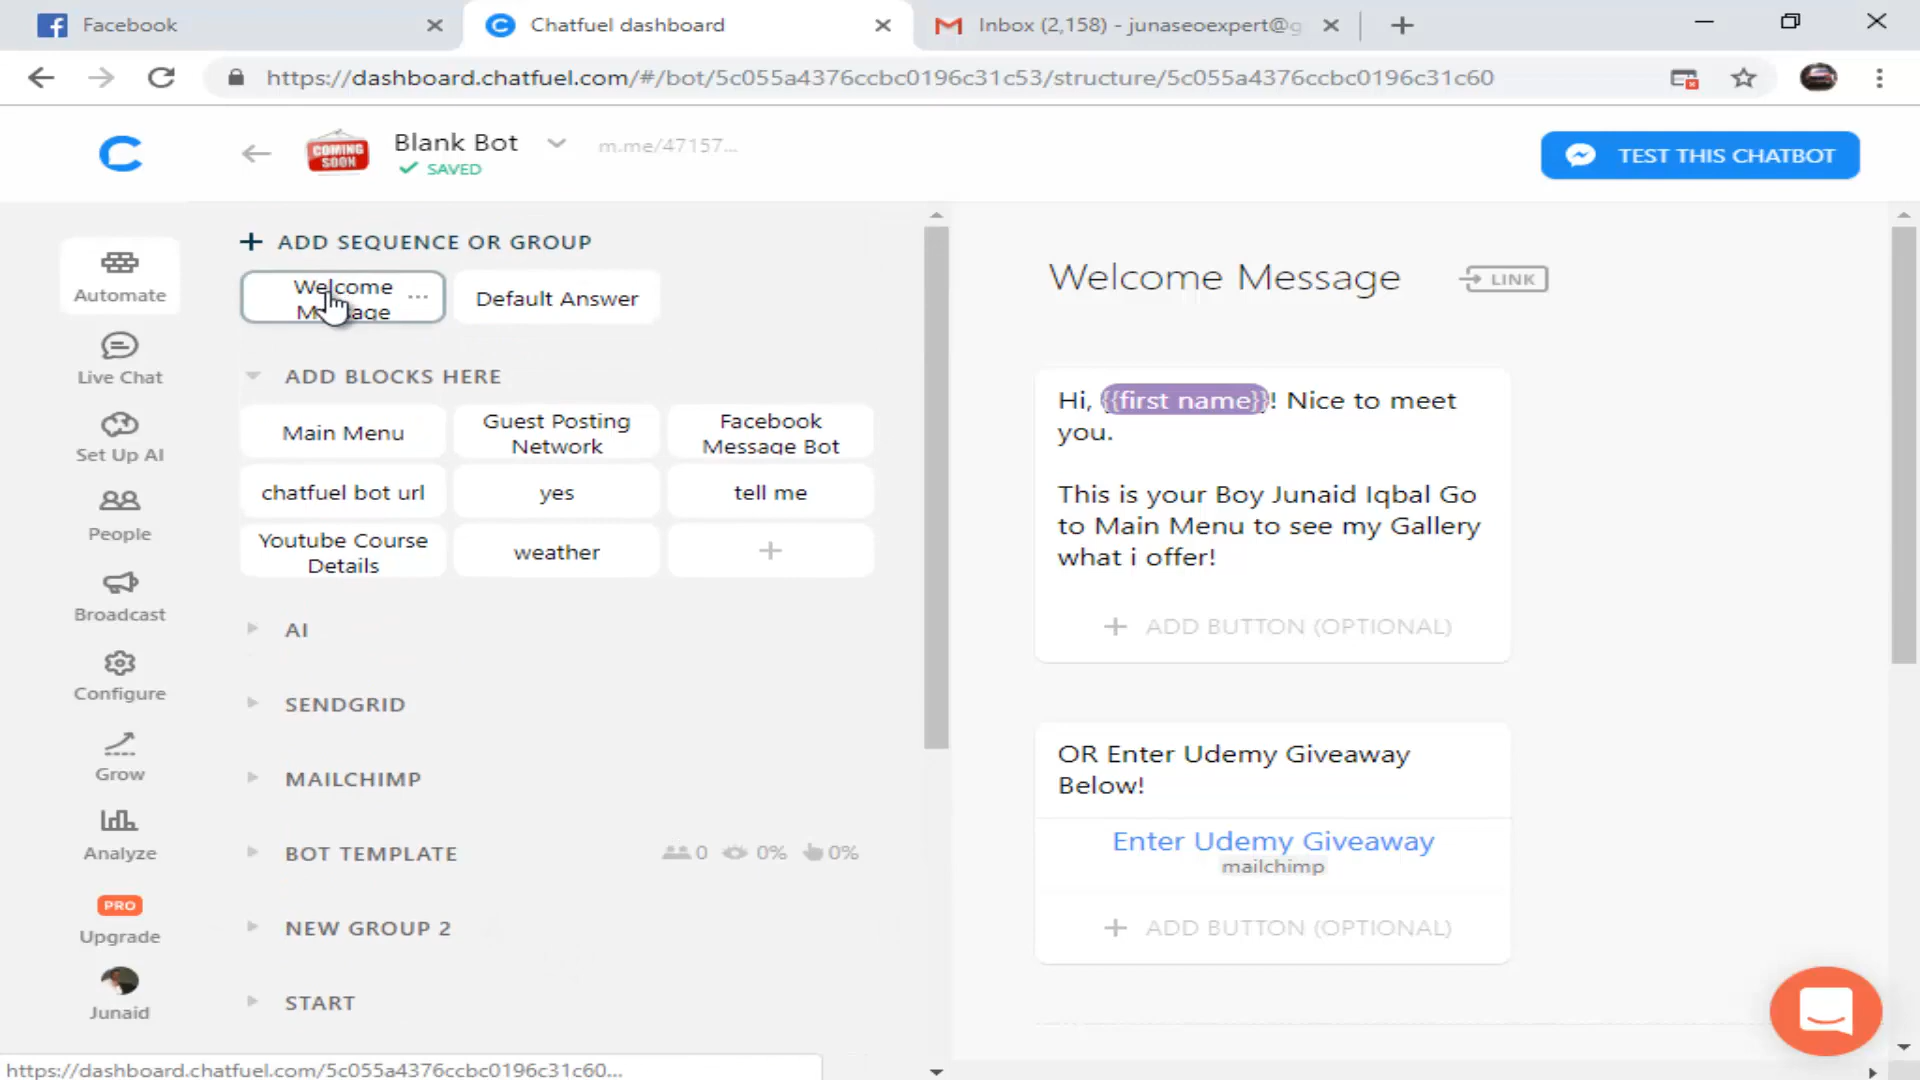 Facebook
Chatfuel dashboard
Inbox (2,158) - junaseoexpert@g
https://dashboard.chatfuel.com/#/bot/5c055a4376ccbc0196c31c53/structure/5c055a4376ccbc0196c31c60
COMING SOON
Blank Bot
m.me/47157...
SAVED
TEST THIS CHATBOT
Automate
Live Chat
Set Up AI
People
Broadcast
Configure
Grow
Analyze
PRO
Upgrade
Junaid
ADD SEQUENCE OR GROUP
Welcome
Message
Default Answer
ADD BLOCKS HERE
Main Menu
Guest Posting
Network
Facebook
Message Bot
chatfuel bot url
yes
tell me
Youtube Course
Details
weather
AI
SENDGRID
MAILCHIMP
BOT TEMPLATE
0
0%
0%
NEW GROUP 2
START
Welcome Message
LINK
Hi, {{first name}}! Nice to meet
you.
This is your Boy Junaid Iqbal Go
to Main Menu to see my Gallery
what i offer!
ADD BUTTON (OPTIONAL)
OR Enter Udemy Giveaway
Below!
Enter Udemy Giveaway
mailchimp
ADD BUTTON (OPTIONAL)
https://dashboard.chatfuel.com/5c055a4376ccbc0196c31c60...